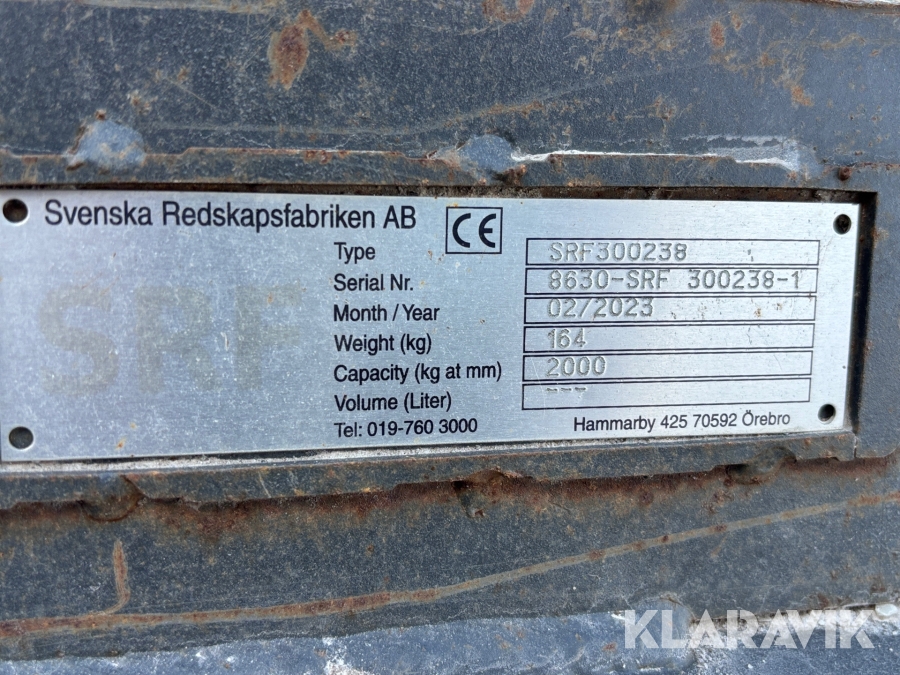 Svenska Redskapsfabriken AB CE
SRF
Type SRF300238
Serial Nr. 8630-SRF 300238-1
Month / Year 02/2023
Weight (kg) 164
Capacity (kg at mm) 2000
Volume (Liter) ---
Tel: 019-760 3000 Hammarby 425 70592 Örebro
KLARAVIK